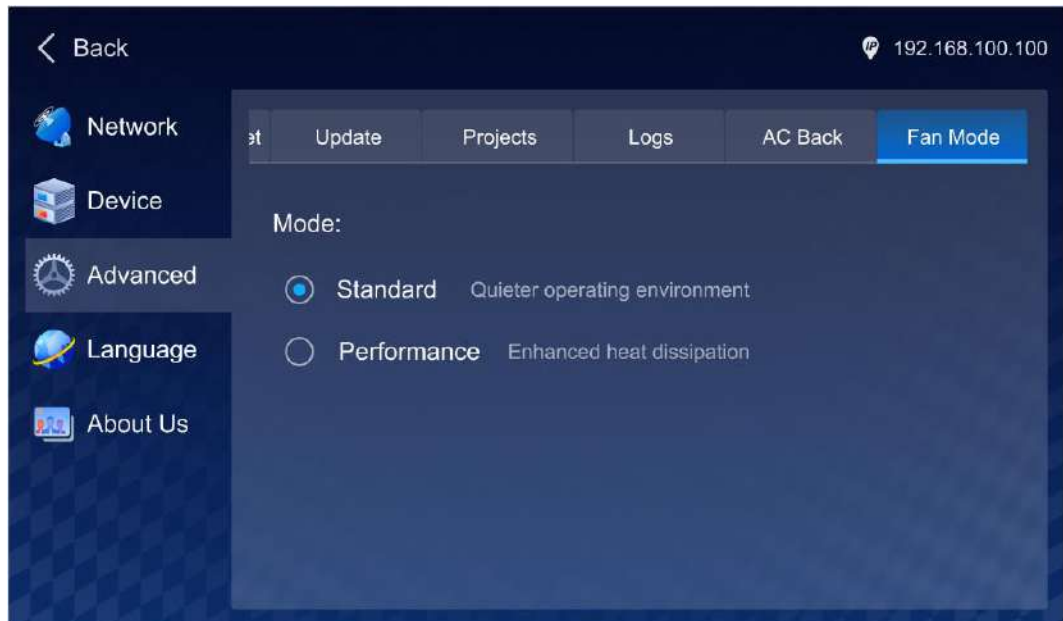 Back
192.168.100.100
Network
Device
Advanced
Language
About Us
et Update Projects Logs AC Back Fan Mode
Mode:
Standard Quieter operating environment
Performance Enhanced heat dissipation